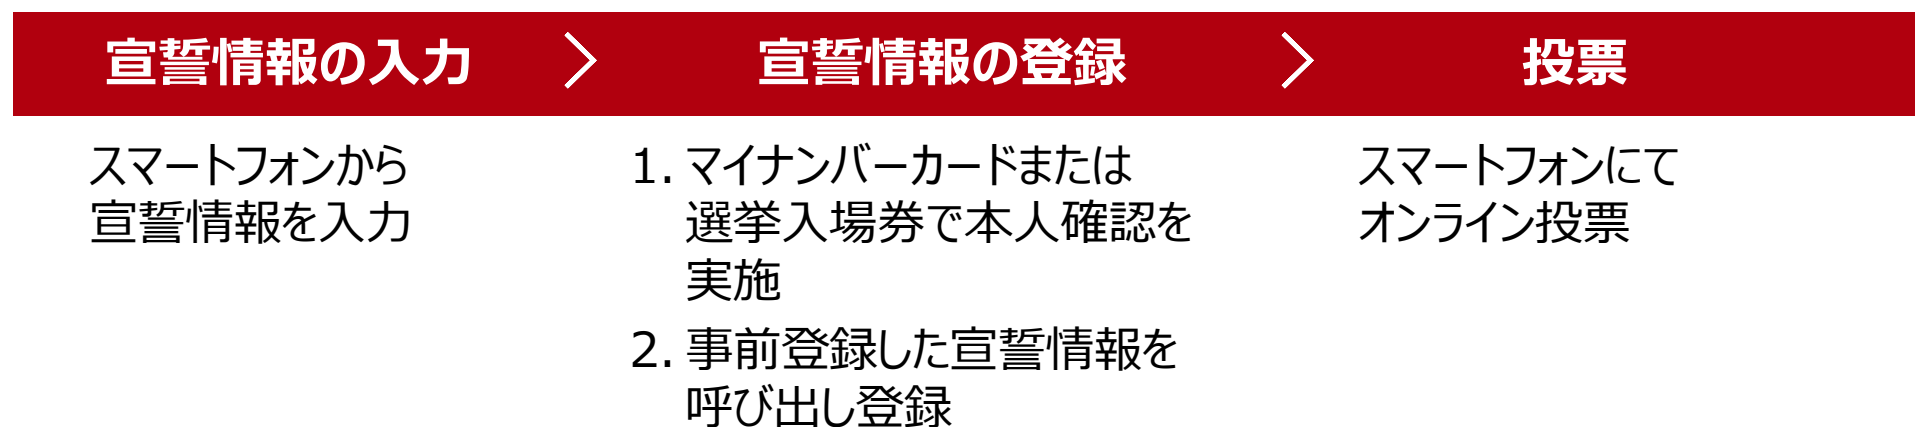 宣誓情報の入力
宣誓情報の登録
投票
スマートフォンから
宣誓情報を入力
1. マイナンバーカードまたは
選挙入場券で本人確認を
実施
2. 事前登録した宣誓情報を
呼び出し登録
スマートフォンにて
オンライン投票